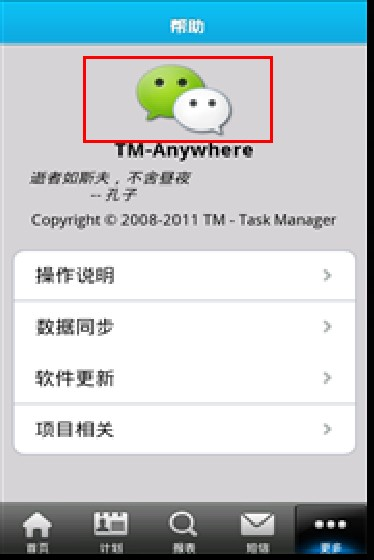 帮助
TM-Anywhere
逝者如斯夫，不舍昼夜
-- 孔子
Copyright © 2008-2011 TM - Task Manager
操作说明
数据同步
软件更新
项目相关
首页 计划 报表 短信 更多